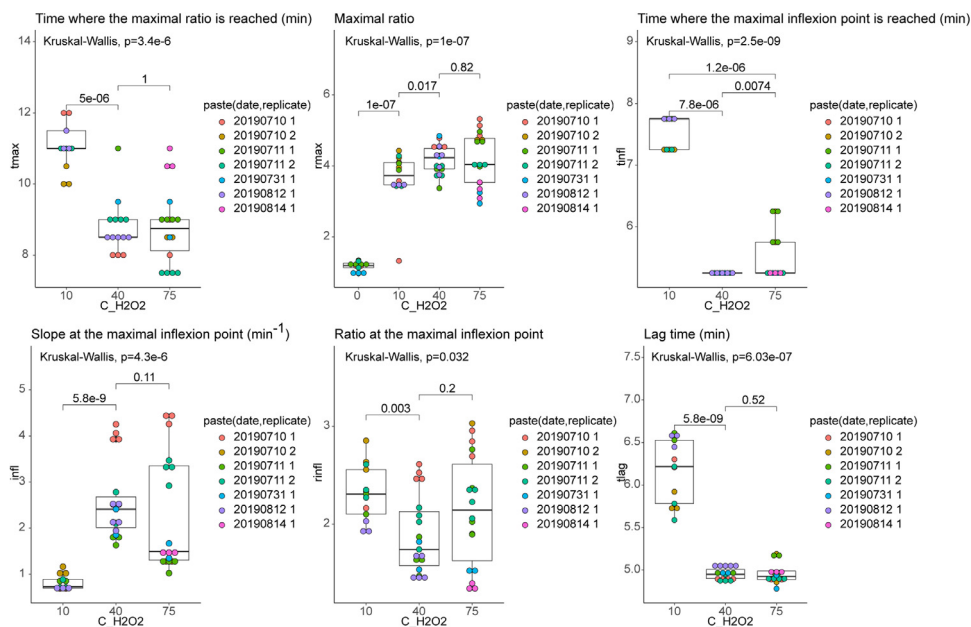 Time where the maximal ratio is reached (min)
Kruskal-Wallis, p=3.4e-6
14
12
10
8
tmax
5e-06
1
10
40
75
C_H2O2
paste(date,replicate)
20190710 1
20190710 2
20190711 1
20190711 2
20190731 1
20190812 1
20190814 1
Maximal ratio
Kruskal-Wallis, p=1e-07
6
4
2
rmax
1e-07
0.017
0.82
0
10
40
75
C_H2O2
paste(date,replicate)
20190710 1
20190710 2
20190711 1
20190711 2
20190731 1
20190812 1
20190814 1
Time where the maximal inflexion point is reached (min)
Kruskal-Wallis, p=2.5e-09
9
8
7
6
tinfl
1.2e-06
0.0074
7.8e-06
10
40
75
C_H2O2
paste(date,replicate)
20190710 1
20190710 2
20190711 1
20190711 2
20190731 1
20190812 1
20190814 1
Slope at the maximal inflexion point (min-1)
Kruskal-Wallis, p=4.3e-6
5
4
3
2
1
infl
5.8e-9
0.11
10
40
75
C_H2O2
paste(date,replicate)
20190710 1
20190710 2
20190711 1
20190711 2
20190731 1
20190812 1
20190814 1
Ratio at the maximal inflexion point
Kruskal-Wallis, p=0.032
3
2
rinfl
0.003
0.2
10
40
75
C_H2O2
paste(date,replicate)
20190710 1
20190710 2
20190711 1
20190711 2
20190731 1
20190812 1
20190814 1
Lag time (min)
Kruskal-Wallis, p=6.03e-07
7.5
7.0
6.5
6.0
5.5
5.0
tlag
5.8e-09
0.52
10
40
75
C_H2O2
paste(date,replicate)
20190710 1
20190710 2
20190711 1
20190711 2
20190731 1
20190812 1
20190814 1